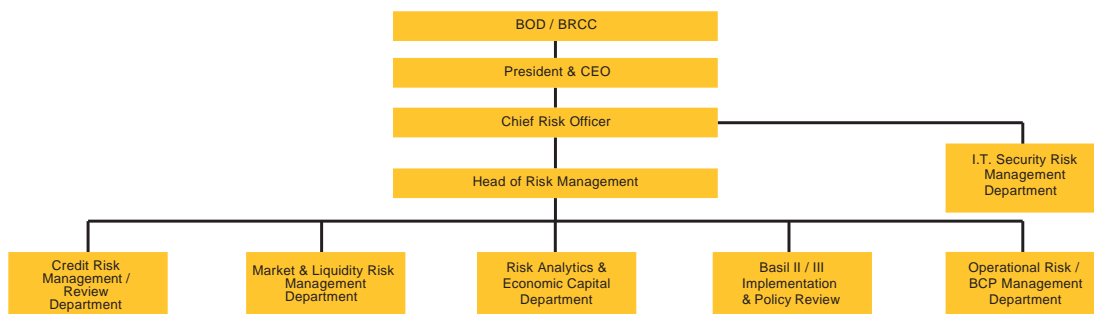 BOD / BRCC
President & CEO
Chief Risk Officer
I.T. Security Risk
Management
Department
Head of Risk Management
Credit Risk
Management /
Review
Department
Market & Liquidity Risk
Management
Department
Risk Analytics &
Economic Capital
Department
Basil II / III
Implementation
& Policy Review
Operational Risk /
BCP Management
Department